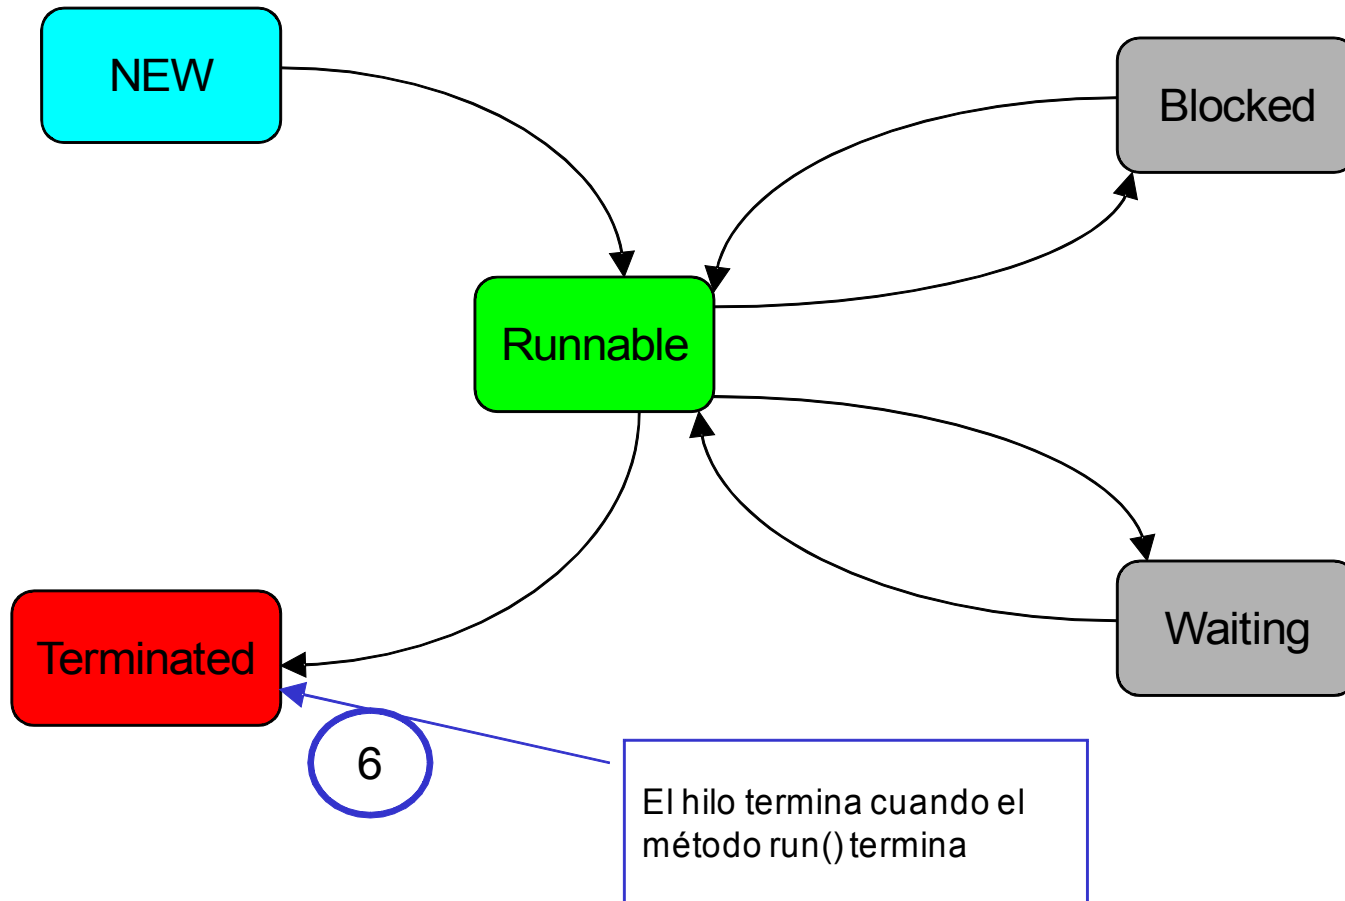 NEW
Blocked
Runnable
Terminated
Waiting
6
El hilo termina cuando el
método run() termina